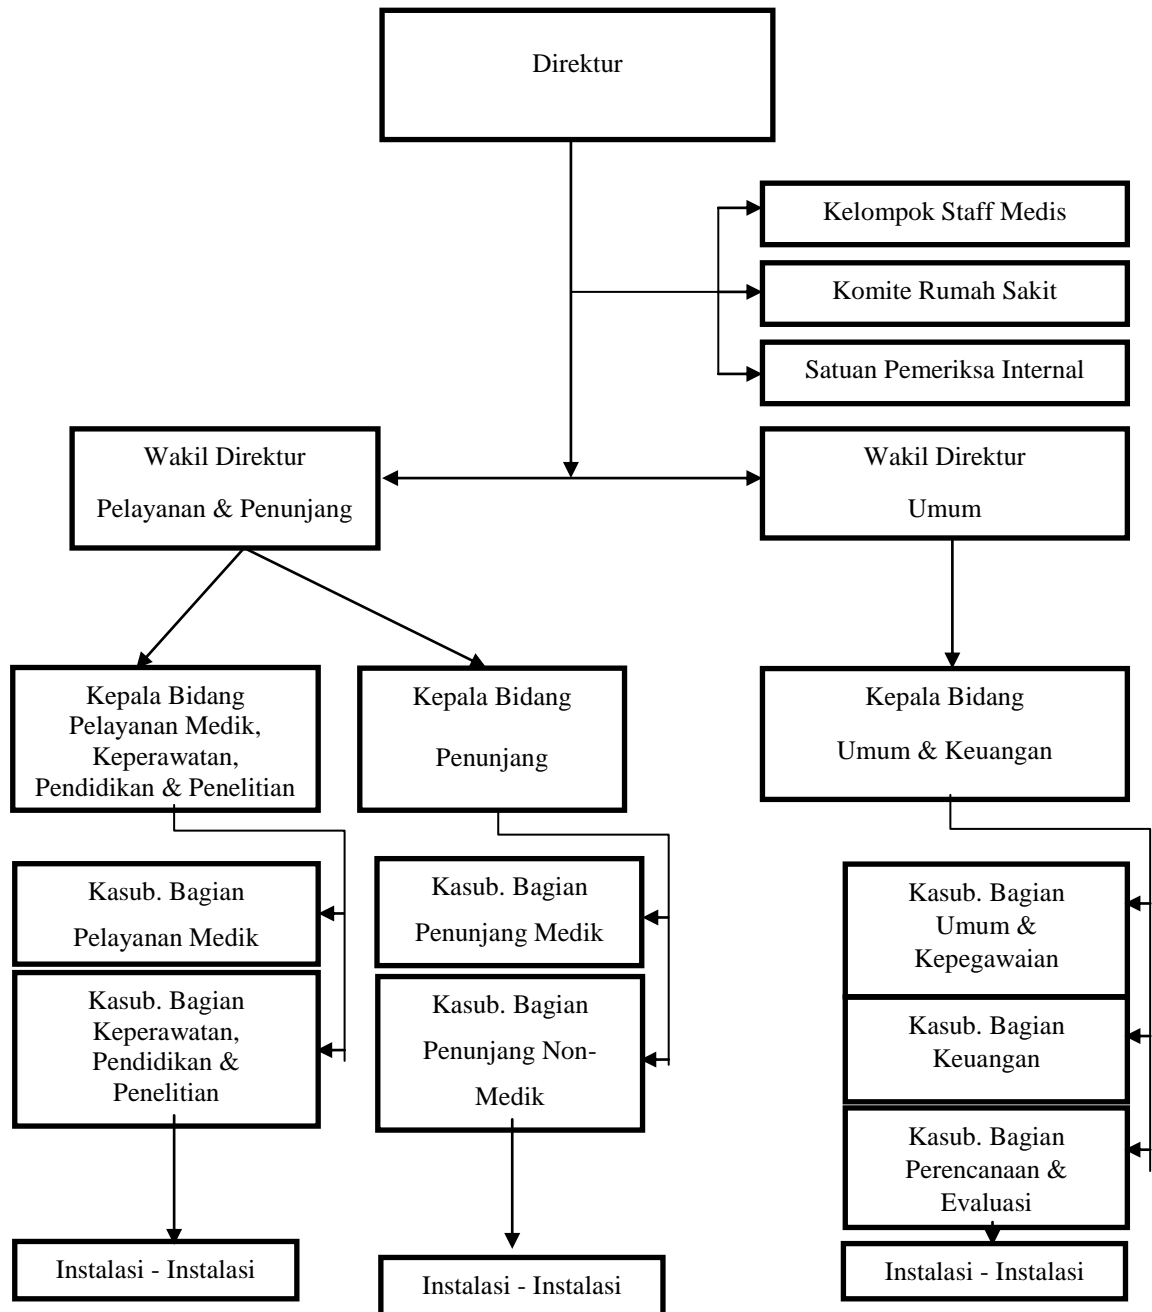 Direktur
Kelompok Staff Medis
Komite Rumah Sakit
Satuan Pemeriksa Internal
Wakil Direktur
Pelayanan & Penunjang
Wakil Direktur
Umum
Kepala Bidang
Pelayanan Medik,
Keperawatan,
Pendidikan & Penelitian
Kepala Bidang
Penunjang
Kepala Bidang
Umum & Keuangan
Kasub. Bagian
Pelayanan Medik
Kasub. Bagian
Keperawatan,
Pendidikan &
Penelitian
Kasub. Bagian
Penunjang Medik
Kasub. Bagian
Penunjang Non-
Medik
Kasub. Bagian
Umum &
Kepegawaian
Kasub. Bagian
Keuangan
Kasub. Bagian
Perencanaan &
Evaluasi
Instalasi - Instalasi
Instalasi - Instalasi
Instalasi - Instalasi